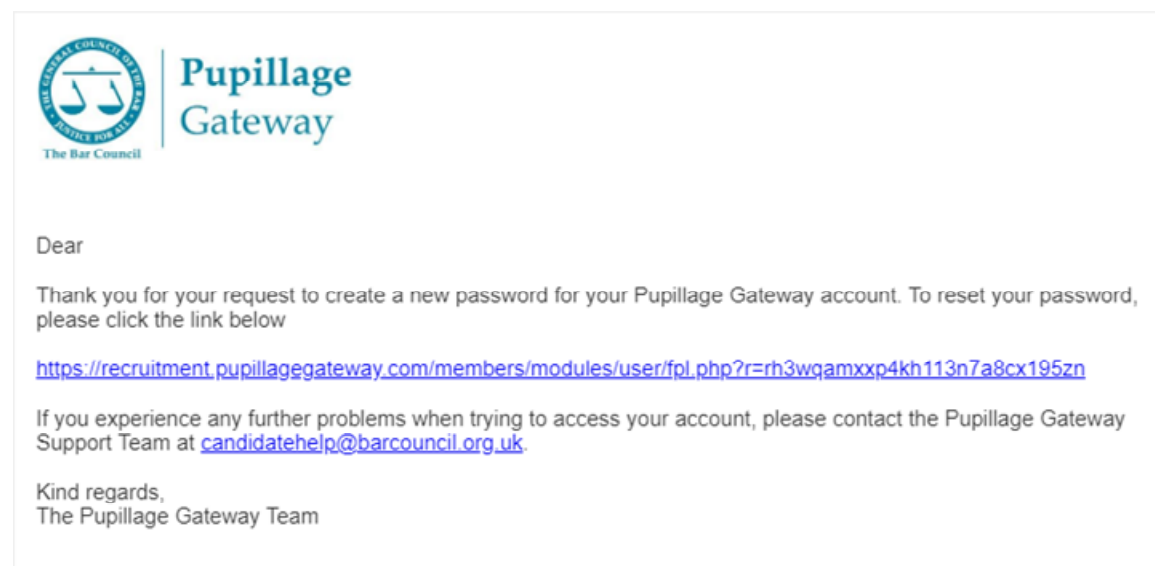 THE GENERAL COUNCIL OF THE BAR
JUSTICE FOR ALL
The Bar Council
Pupillage
Gateway
Dear
Thank you for your request to create a new password for your Pupillage Gateway account. To reset your password,
please click the link below
https://recruitment.pupillagegateway.com/members/modules/user/fpl.php?r=rh3wqamxxp4kh113n7a8cx195zn
If you experience any further problems when trying to access your account, please contact the Pupillage Gateway
Support Team at candidatehelp@barcouncil.org.uk.
Kind regards,
The Pupillage Gateway Team